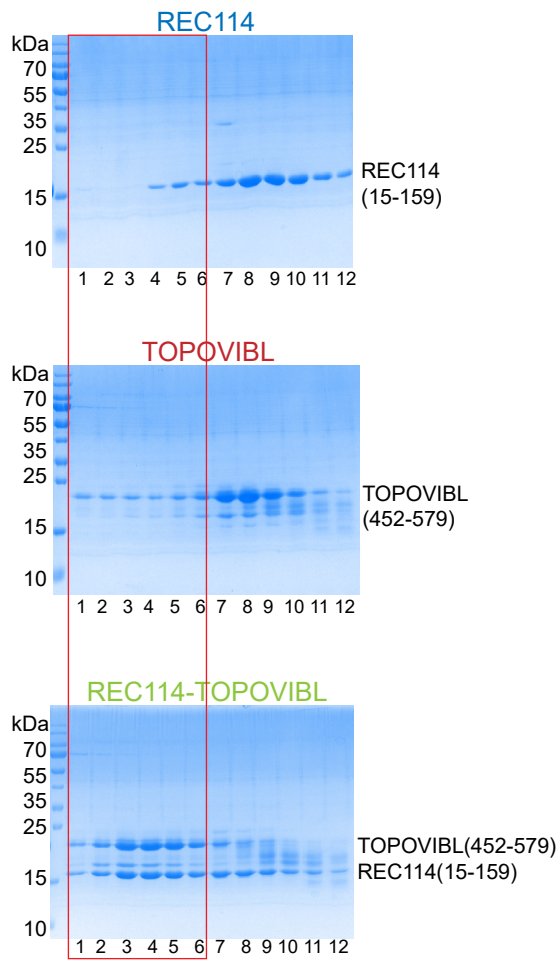 REC114
kDa
70
55
35
25
15
10
REC114
(15-159)
1 2 3 4 5 6 7 8 9 10 11 12
TOPOVIBL
kDa
70
55
35
25
15
10
TOPOVIBL
(452-579)
1 2 3 4 5 6 7 8 9 10 11 12
REC114-TOPOVIBL
kDa
70
55
35
25
15
10
TOPOVIBL(452-579)
REC114(15-159)
1 2 3 4 5 6 7 8 9 10 11 12